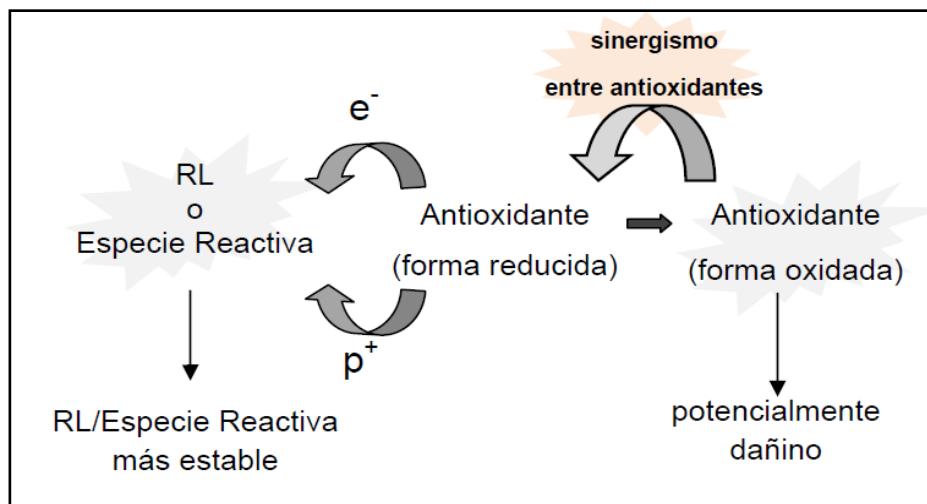 sinergismo
entre antioxidantes
e-
RL
o
Especie Reactiva
Antioxidante
(forma reducida)
Antioxidante
(forma oxidada)
p+
RL/Especie Reactiva
más estable
potencialmente
dañino